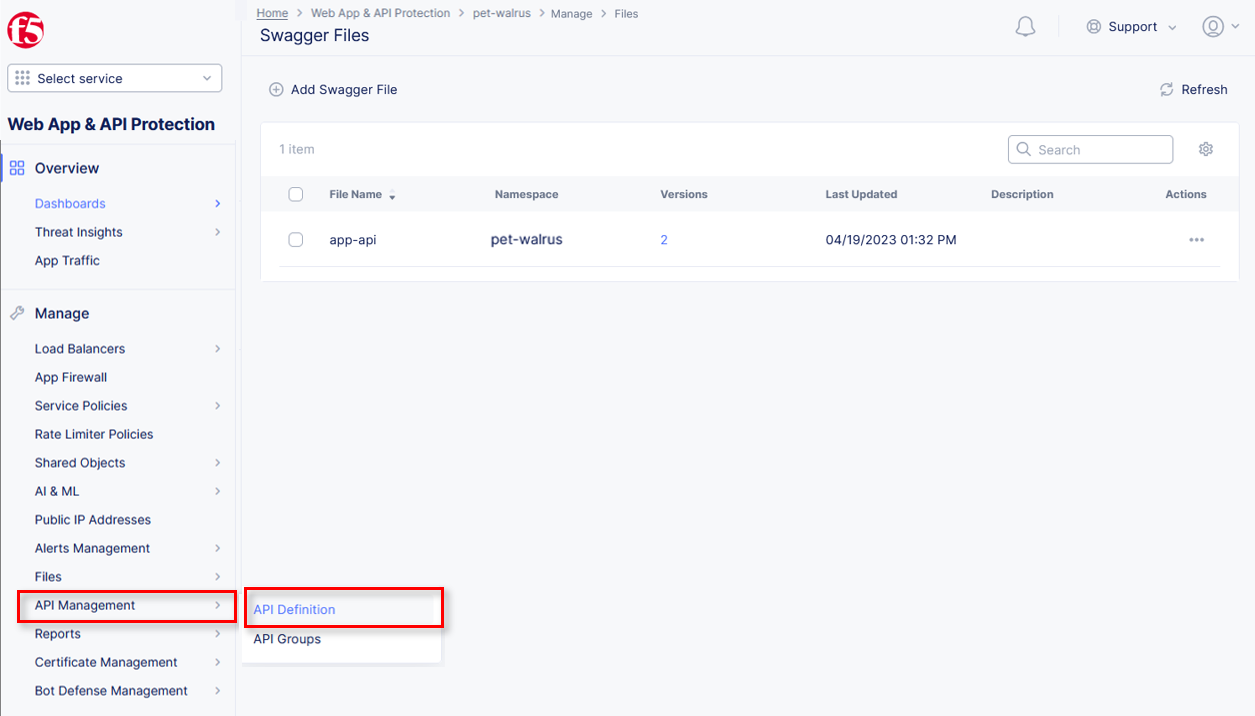 f5
Select service
Web App & API Protection
Overview
Dashboards
Threat Insights
App Traffic
Manage
Load Balancers
App Firewall
Service Policies
Rate Limiter Policies
Shared Objects
AI & ML
Public IP Addresses
Alerts Management
Files
API Management
Reports
Certificate Management
Bot Defense Management
API Definition
API Groups
Home > Web App & API Protection > pet-walrus > Manage > Files
Swagger Files
Support
Add Swagger File
Refresh
1 item
Search
File Name Namespace Versions Last Updated Description Actions
app-api pet-walrus 2 04/19/2023 01:32 PM